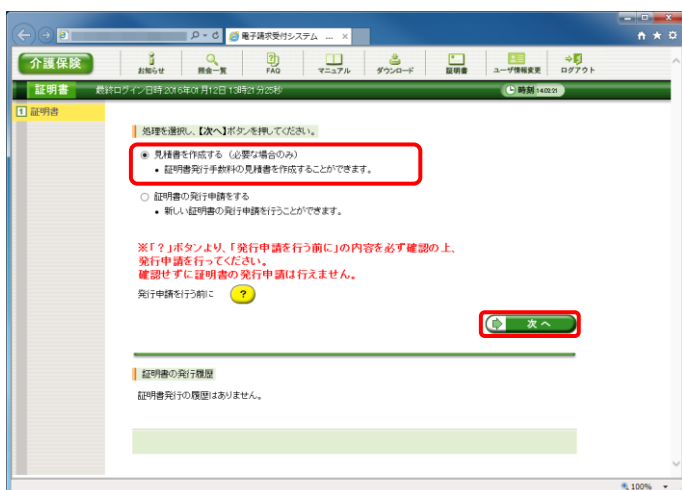 電子請求受付システム ... ×
介護保険
お知らせ 照会一覧 FAQ マニュアル ダウンロード 証明書 ユーザ情報変更 ログアウト
証明書 最終ログイン日時:2016年01月12日 13時21分25秒 時刻 14:03:21
1 証明書
処理を選択し、【次へ】ボタンを押してください。
見積書を作成する（必要な場合のみ）
• 証明書発行手数料の見積書を作成することができます。
証明書の発行申請をする
• 新しい証明書の発行申請を行うことができます。
※「？」ボタンより、「発行申請を行う前に」の内容を必ず確認の上、
発行申請を行ってください。
確認せずに証明書の発行申請は行えません。
発行申請を行う前に ?
次へ
証明書の発行履歴
証明書発行の履歴はありません。
100%